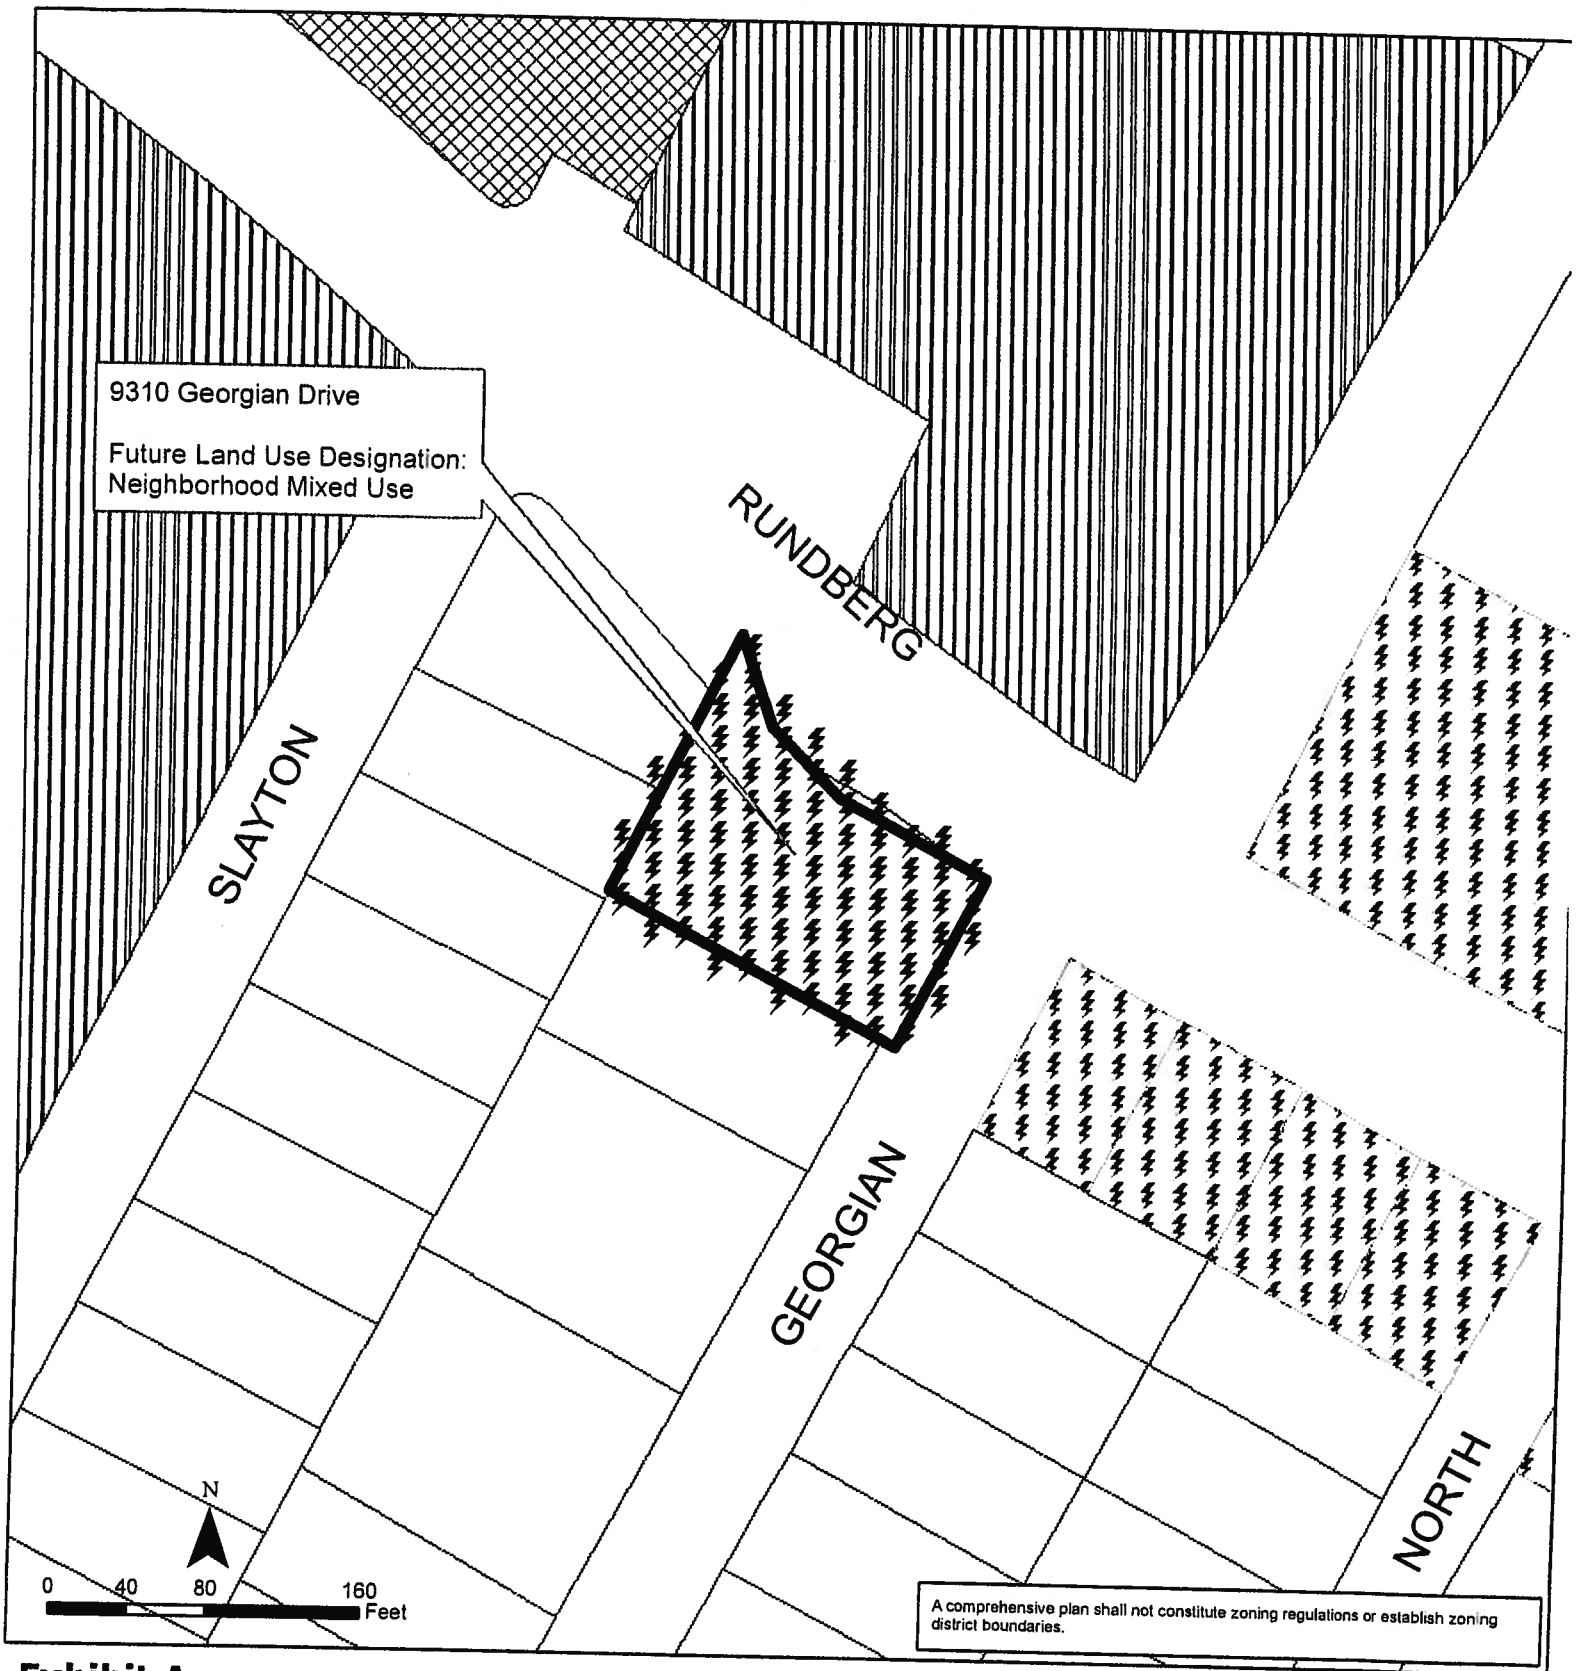 9310 Georgian Drive
Future Land Use Designation:
Neighborhood Mixed Use
RUNDBERG
SLAYTON
GEORGIAN
NORTH
N
0 40 80 160
Feet
A comprehensive plan shall not constitute zoning regulations or establish zoning
district boundaries.
Exhibit A